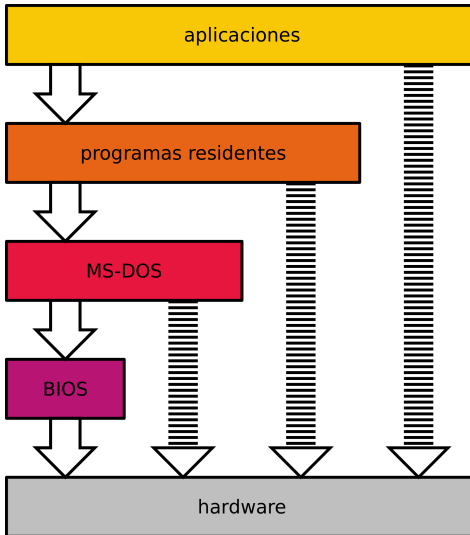 aplicaciones
programas residentes
MS-DOS
BIOS
hardware